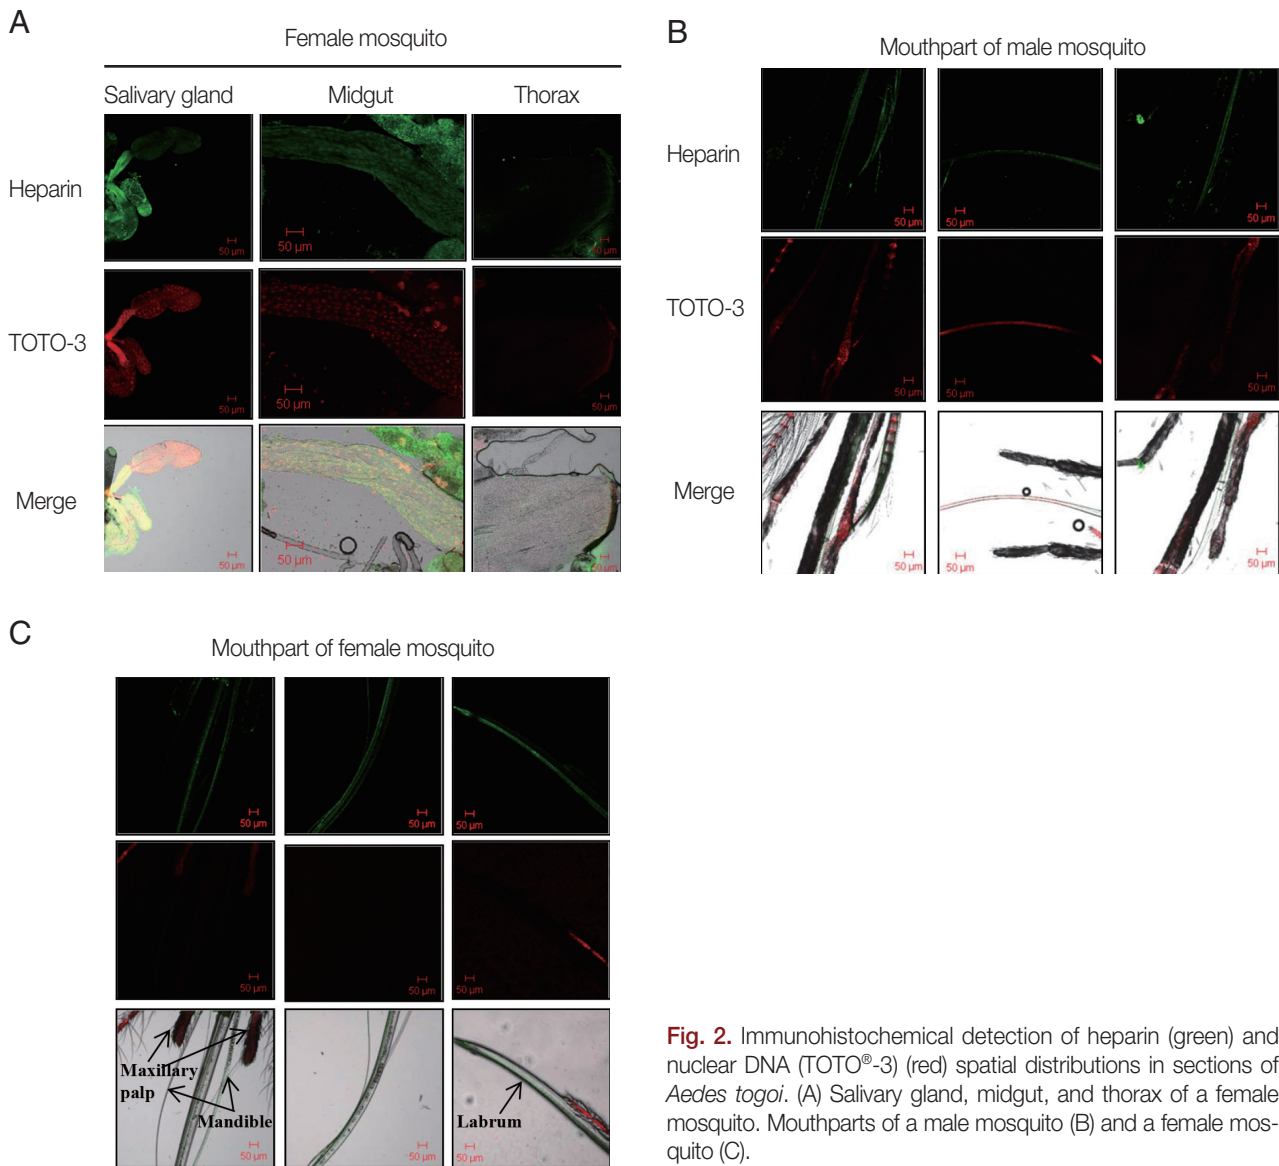 A
Female mosquito
Salivary gland Midgut Thorax
Heparin
50 µm 50 µm 50 µm
TOTO-3
50 µm 50 µm 50 µm
Merge
50 µm 50 µm 50 µm
B
Mouthpart of male mosquito
Heparin
50 µm 50 µm 50 µm
TOTO-3
50 µm 50 µm 50 µm
Merge
50 µm 50 µm 50 µm
C
Mouthpart of female mosquito
50 µm 50 µm 50 µm
50 µm 50 µm 50 µm
Maxillary
palp
Mandible
Labrum
50 µm 50 µm 50 µm
Fig. 2. Immunohistochemical detection of heparin (green) and
nuclear DNA (TOTO®-3) (red) spatial distributions in sections of
Aedes togoi. (A) Salivary gland, midgut, and thorax of a female
mosquito. Mouthparts of a male mosquito (B) and a female mos-
quito (C).